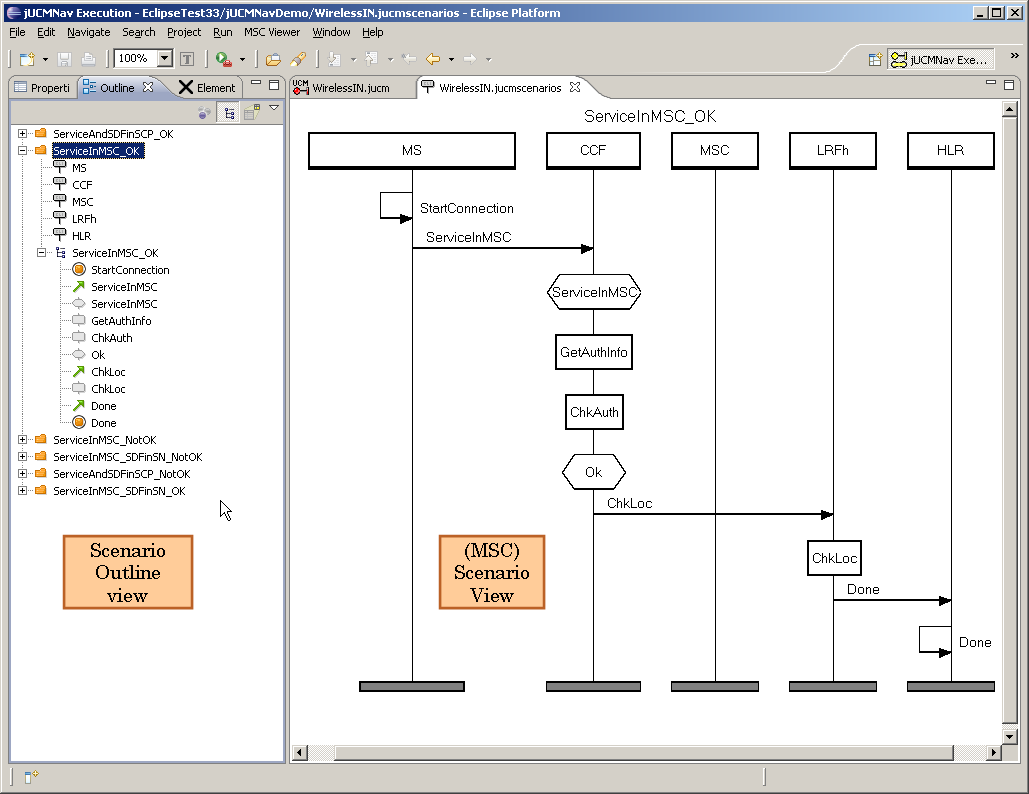 jUCMNav Execution - EclipseTest33/jUCMNavDemo/WirelessIN.jucmscenarios - Eclipse Platform
File Edit Navigate Search Project Run MSC Viewer Window Help
100% T jUCMNav Exe... »
Properti Outline Element
UCM WirelessIN.jucm WirelessIN.jucmscenarios
ServiceAndSDFinSCP_OK
ServiceInMSC_OK
MS
CCF
MSC
LRFh
HLR
ServiceInMSC_OK
StartConnection
ServiceInMSC
ServiceInMSC
GetAuthInfo
ChkAuth
Ok
ChkLoc
ChkLoc
Done
Done
ServiceInMSC_NotOK
ServiceInMSC_SDFinSN_NotOK
ServiceAndSDFinSCP_NotOK
ServiceInMSC_SDFinSN_OK
Scenario
Outline
view
ServiceInMSC_OK
MS CCF MSC LRFh HLR
StartConnection
ServiceInMSC
ServiceInMSC
GetAuthInfo
ChkAuth
Ok
ChkLoc
(MSC)
Scenario
View
ChkLoc
Done
Done